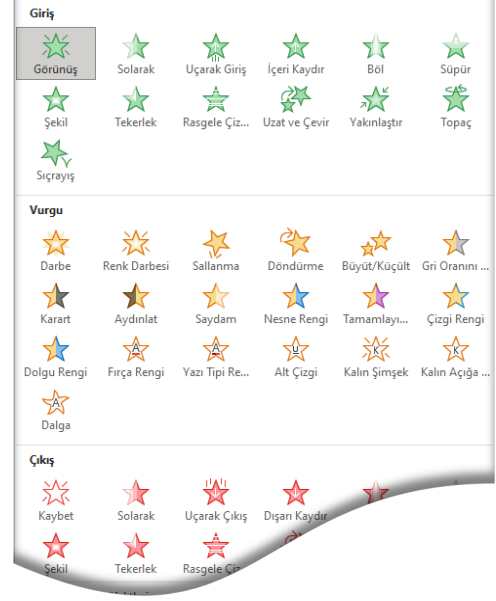 Giriş
Görünüş Solarak Uçarak Giriş İçeri Kaydır Böl Süpür
Şekil Tekerlek Rasgele Çiz... Uzat ve Çevir Yakınlaştır Topaç
Sıçrayış
Vurgu
Darbe Renk Darbesi Sallanma Döndürme Büyüt/Küçült Gri Oranını ...
Karart Aydınlat Saydam Nesne Rengi Tamamlayı... Çizgi Rengi
Dolgu Rengi Fırça Rengi Yazı Tipi Re... Alt Çizgi Kalın Şimşek Kalın Açığa ...
Dalga
Çıkış
Kaybet Solarak Uçarak Çıkış Dışarı Kaydır
Şekil Tekerlek Rasgele Çiz